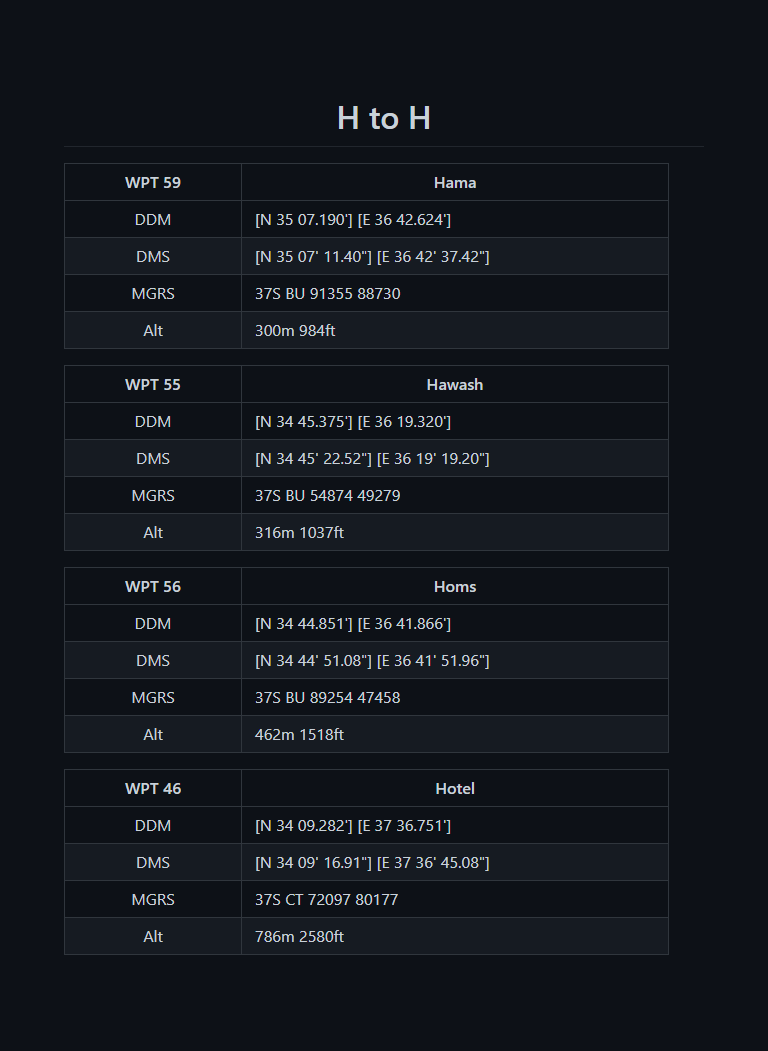 H to H
WPT 59 Hama
DDM [N 35 07.190'] [E 36 42.624']
DMS [N 35 07' 11.40"] [E 36 42' 37.42"]
MGRS 37S BU 91355 88730
Alt 300m 984ft
WPT 55 Hawash
DDM [N 34 45.375'] [E 36 19.320']
DMS [N 34 45' 22.52"] [E 36 19' 19.20"]
MGRS 37S BU 54874 49279
Alt 316m 1037ft
WPT 56 Homs
DDM [N 34 44.851'] [E 36 41.866']
DMS [N 34 44' 51.08"] [E 36 41' 51.96"]
MGRS 37S BU 89254 47458
Alt 462m 1518ft
WPT 46 Hotel
DDM [N 34 09.282'] [E 37 36.751']
DMS [N 34 09' 16.91"] [E 37 36' 45.08"]
MGRS 37S CT 72097 80177
Alt 786m 2580ft